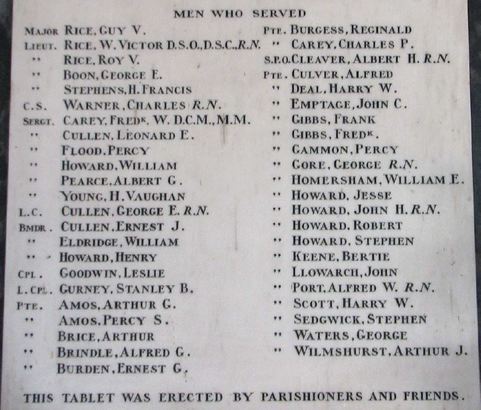 MEN WHO SERVED
MAJOR RICE, GUY V.
LIEUT. RICE, W. VICTOR D.S.O., D.S.C., R.N.
" RICE, ROY V.
" BOON, GEORGE E.
" STEPHENS, H. FRANCIS
C.S. WARNER, CHARLES R.N.
SERGT. CAREY, FREDK. W. D.C.M., M.M.
" CULLEN, LEONARD E.
" FLOOD, PERCY
" HOWARD, WILLIAM
" PEARCE, ALBERT G.
" YOUNG, H. VAUGHAN
L.C. CULLEN, GEORGE E. R.N.
BMDR. CULLEN, ERNEST J.
" ELDRIDGE, WILLIAM
" HOWARD, HENRY
CPL. GOODWIN, LESLIE
L. CPL. GURNEY, STANLEY B.
PTE. AMOS, ARTHUR G.
" AMOS, PERCY S.
" BRICE, ARTHUR
" BRINDLE, ALFRED G.
" BURDEN, ERNEST G.
PTE. BURGESS, REGINALD
" CAREY, CHARLES P.
S.P.O. CLEAVER, ALBERT H. R.N.
PTE. CULVER, ALFRED
" DEAL, HARRY W.
" EMPTAGE, JOHN C.
" GIBBS, FRANK
" GIBBS, FREDK.
" GAMMON, PERCY
" GORE, GEORGE R.N.
" HOMERSHAM, WILLIAM E.
" HOWARD, JESSE
" HOWARD, JOHN H. R.N.
" HOWARD, ROBERT
" HOWARD, STEPHEN
" KEENE, BERTIE
" LLOWARCH, JOHN
" PORT, ALFRED W. R.N.
" SCOTT, HARRY W.
" SEDGWICK, STEPHEN
" WATERS, GEORGE
" WILMSHURST, ARTHUR J.
THIS TABLET WAS ERECTED BY PARISHIONERS AND FRIENDS.